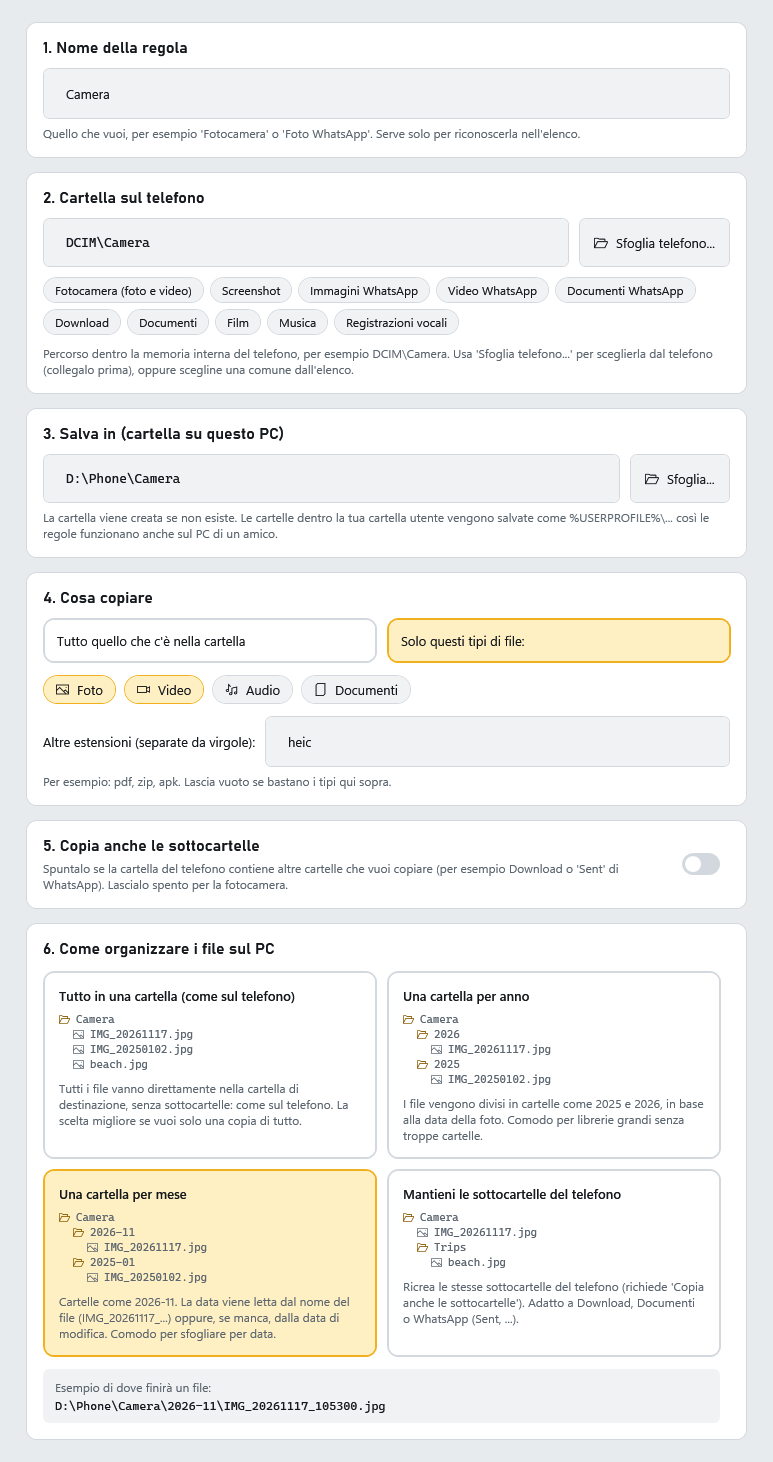 1. Nome della regola
Camera
Quello che vuoi, per esempio 'Fotocamera' o 'Foto WhatsApp'. Serve solo per riconoscerla nell'elenco.
2. Cartella sul telefono
DCIM\Camera
Sfoglia telefono...
Fotocamera (foto e video)
Screenshot
Immagini WhatsApp
Video WhatsApp
Documenti WhatsApp
Download
Documenti
Film
Musica
Registrazioni vocali
Percorso dentro la memoria interna del telefono, per esempio DCIM\Camera. Usa 'Sfoglia telefono...' per sceglierla dal telefono
(collegalo prima), oppure scegline una comune dall'elenco.
3. Salva in (cartella su questo PC)
D:\Phone\Camera
Sfoglia...
La cartella viene creata se non esiste. Le cartelle dentro la tua cartella utente vengono salvate come %USERPROFILE%\... così le
regole funzionano anche sul PC di un amico.
4. Cosa copiare
Tutto quello che c'è nella cartella
Solo questi tipi di file:
Foto
Video
Audio
Documenti
Altre estensioni (separate da virgole):
heic
Per esempio: pdf, zip, apk. Lascia vuoto se bastano i tipi qui sopra.
5. Copia anche le sottocartelle
Spuntalo se la cartella del telefono contiene altre cartelle che vuoi copiare (per esempio Download o 'Sent' di
WhatsApp). Lascialo spento per la fotocamera.
6. Come organizzare i file sul PC
Tutto in una cartella (come sul telefono)
Camera
IMG_20261117.jpg
IMG_20250102.jpg
beach.jpg
Tutti i file vanno direttamente nella cartella di
destinazione, senza sottocartelle: come sul telefono. La
scelta migliore se vuoi solo una copia di tutto.
Una cartella per anno
Camera
2026
IMG_20261117.jpg
2025
IMG_20250102.jpg
I file vengono divisi in cartelle come 2025 e 2026, in base
alla data della foto. Comodo per librerie grandi senza
troppe cartelle.
Una cartella per mese
Camera
2026-11
IMG_20261117.jpg
2025-01
IMG_20250102.jpg
Cartelle come 2026-11. La data viene letta dal nome del
file (IMG_20261117_...) oppure, se manca, dalla data di
modifica. Comodo per sfogliare per data.
Mantieni le sottocartelle del telefono
Camera
IMG_20261117.jpg
Trips
beach.jpg
Ricrea le stesse sottocartelle del telefono (richiede 'Copia
anche le sottocartelle'). Adatto a Download, Documenti
o WhatsApp (Sent, ...).
Esempio di dove finirà un file:
D:\Phone\Camera\2026-11\IMG_20261117_105300.jpg